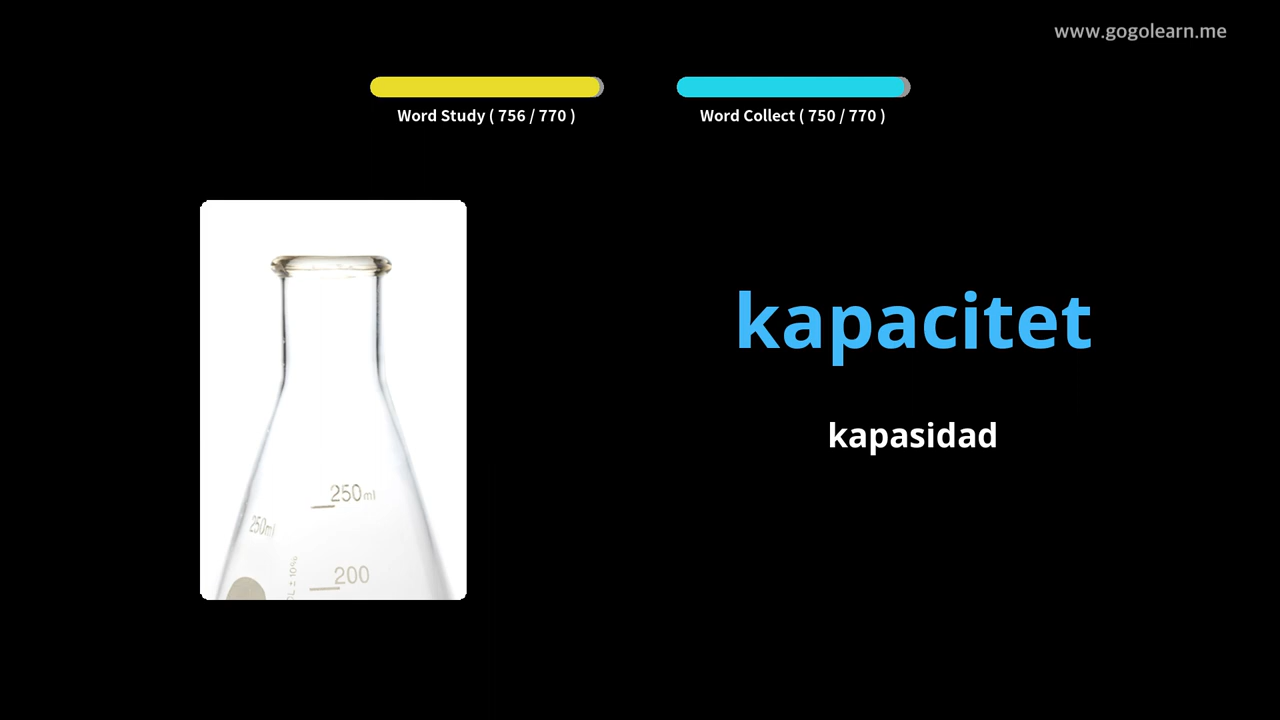 www.gogolearn.me
Word Study ( 756 / 770 )
Word Collect ( 750 / 770 )
kapacitet
kapasidad
250ml
250ml
200